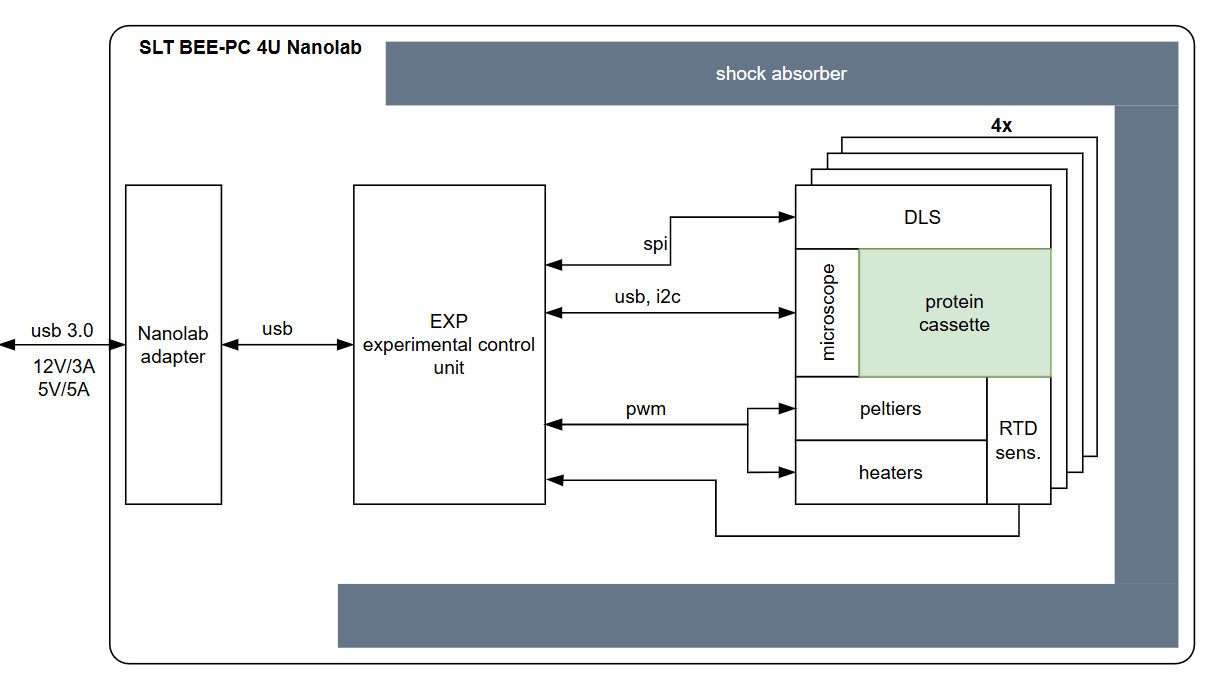 SLT BEE-PC 4U Nanolab
shock absorber
4x
DLS
spi
microscope
protein
cassette
usb, i2c
usb 3.0
12V/3A
5V/5A
Nanolab
adapter
usb
EXP
experimental control
unit
pwm
peltiers
heaters
RTD
sens.